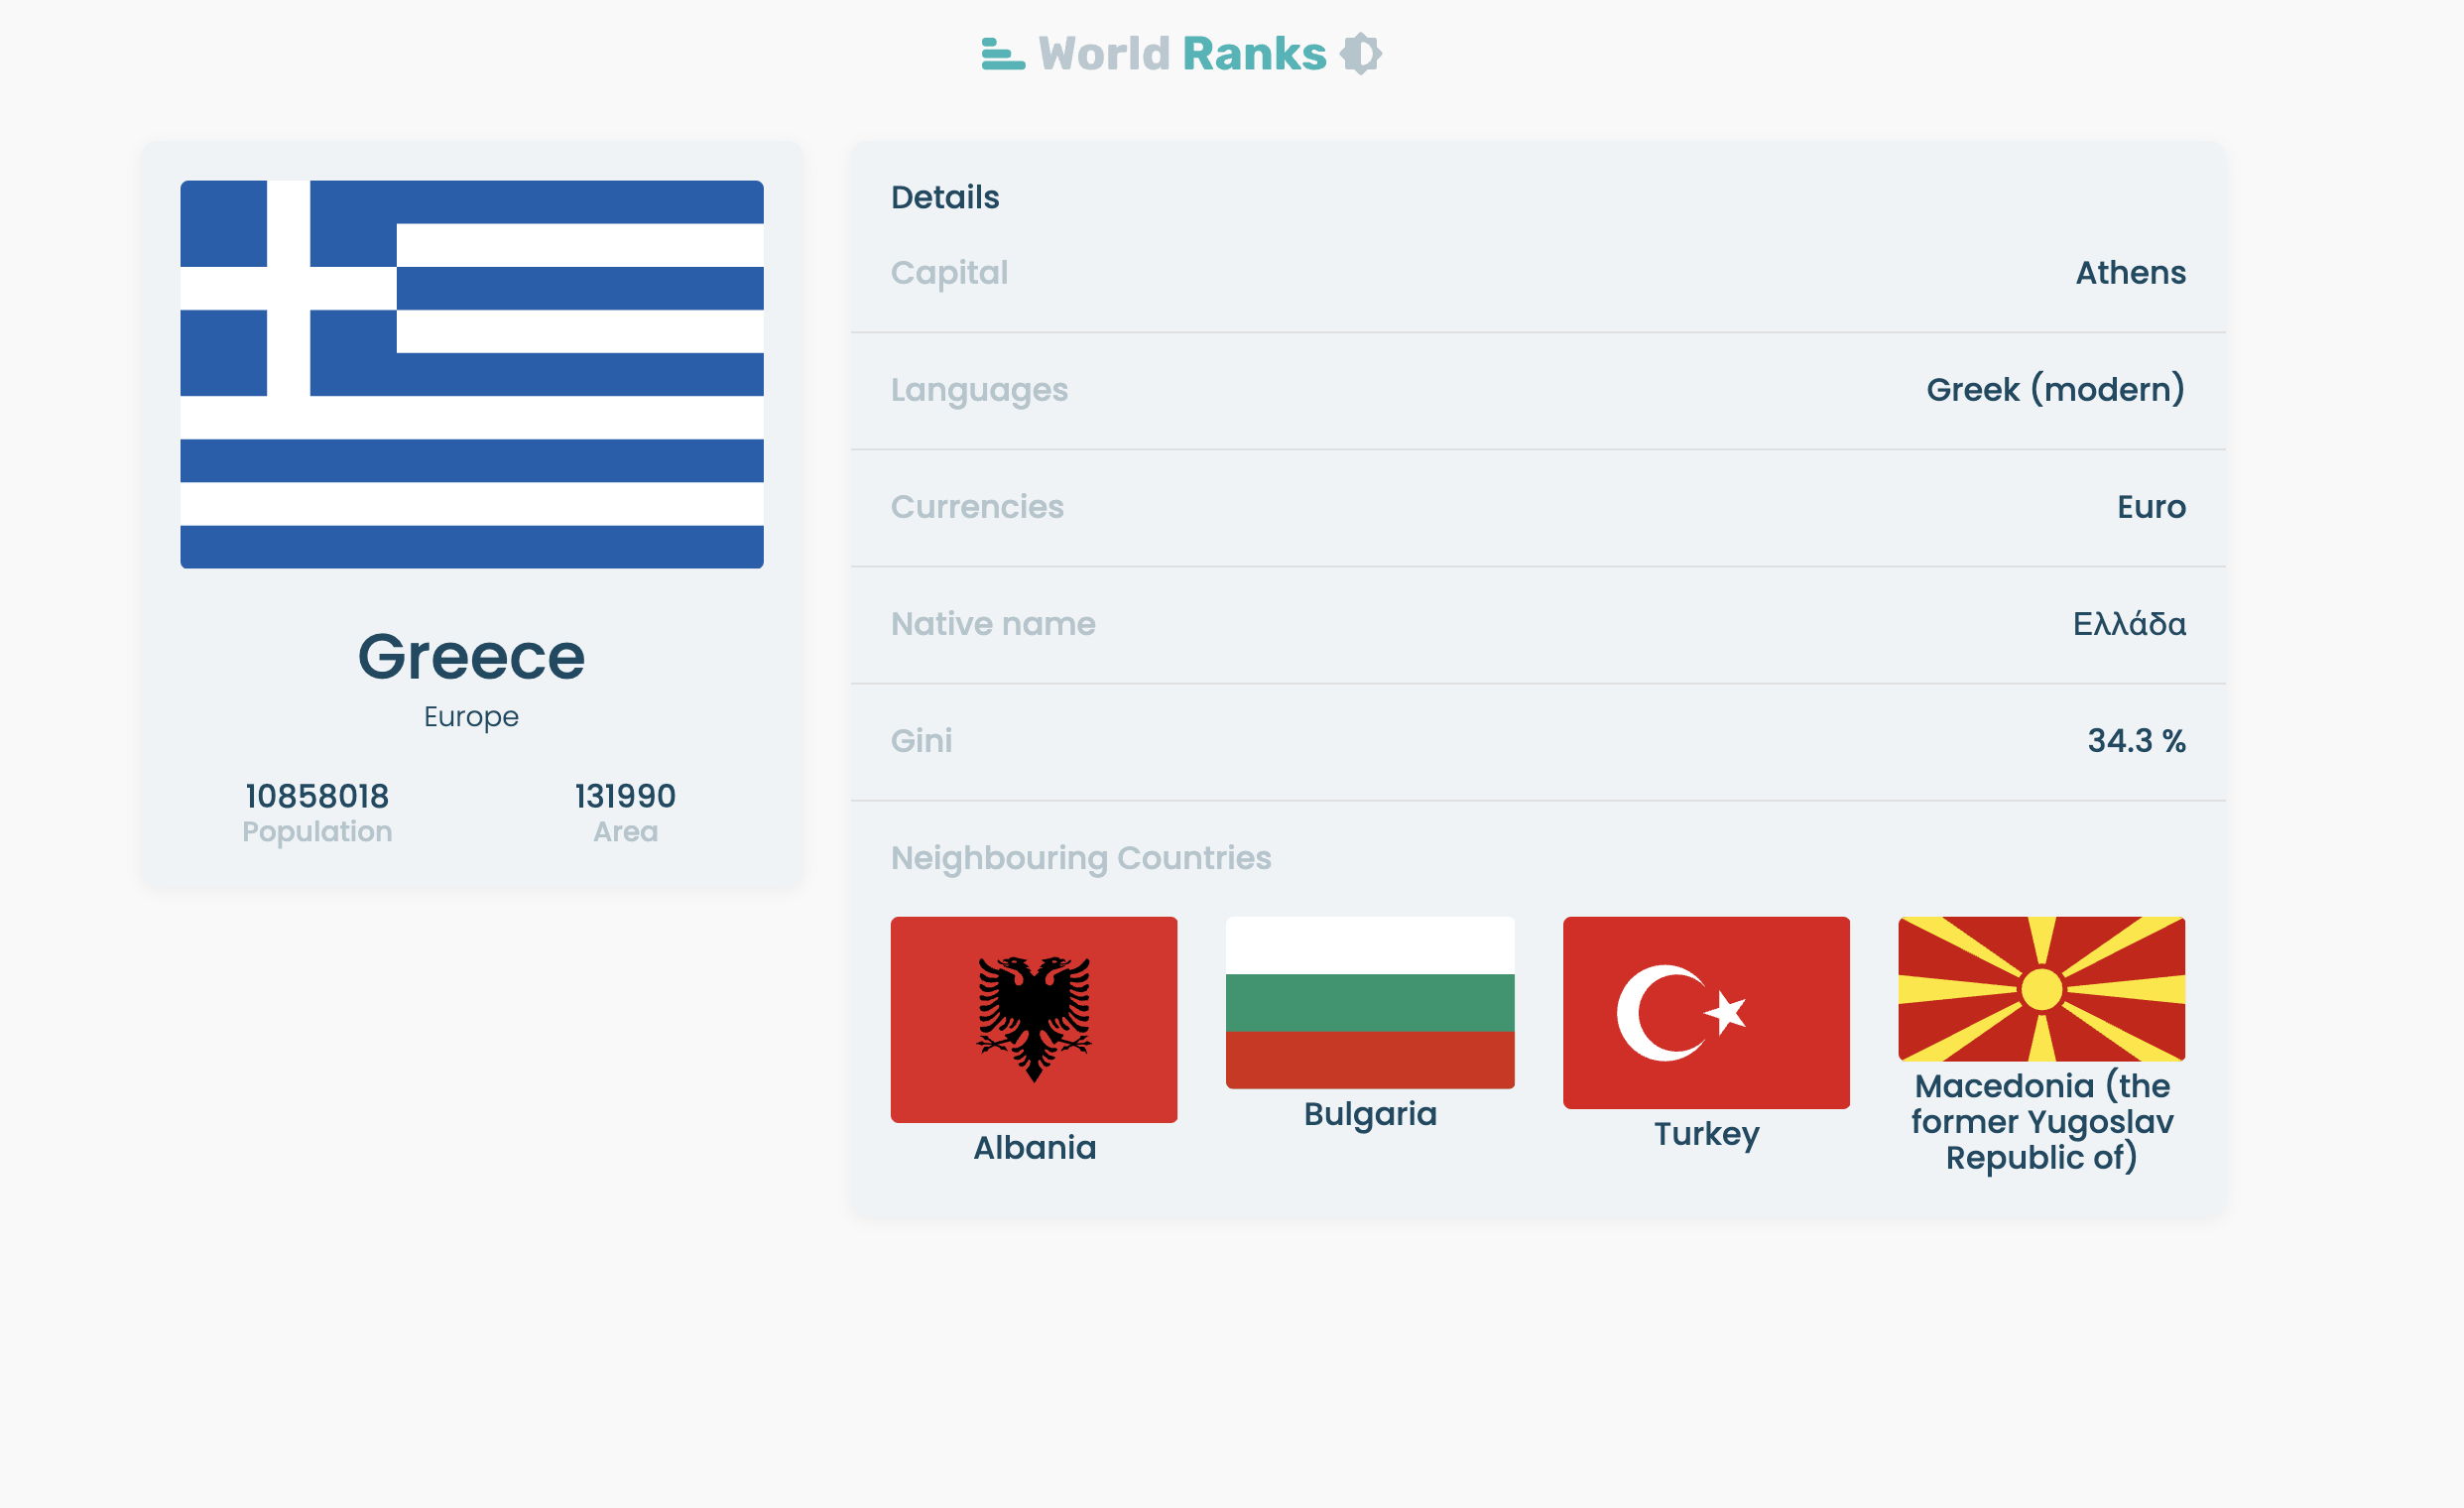 World Ranks
Greece
Europe
10858018
Population
131990
Area
Details
Capital
Athens
Languages
Greek (modern)
Currencies
Euro
Native name
Ελλάδα
Gini
34.3 %
Neighbouring Countries
Albania
Bulgaria
Turkey
Macedonia (the
former Yugoslav
Republic of)